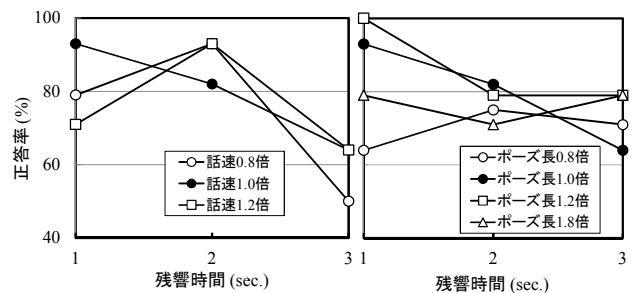 正答率 (%)
100
80
60
40
話速0.8倍
話速1.0倍
話速1.2倍
1
2
3
残響時間 (sec.)
ポーズ長0.8倍
ポーズ長1.0倍
ポーズ長1.2倍
ポーズ長1.8倍
1
2
3
残響時間 (sec.)